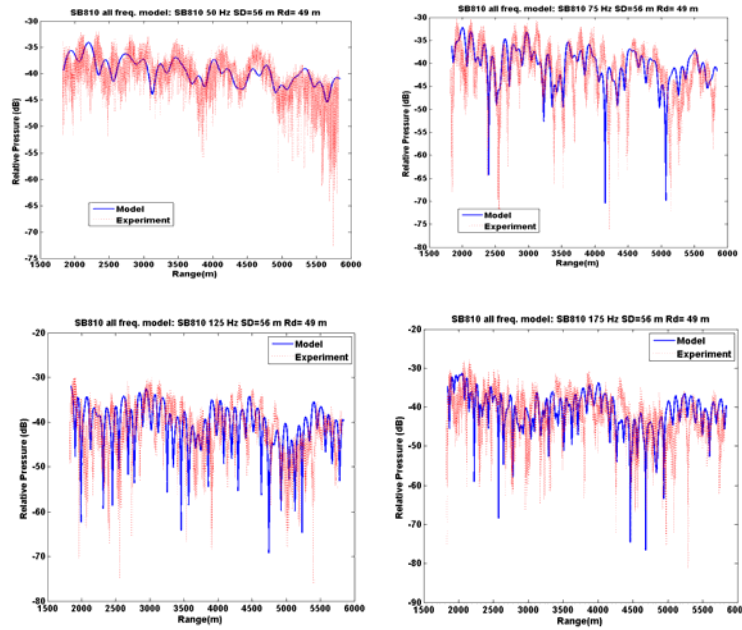 SB810 all freq. model: SB810 50 Hz SD=56 m Rd= 49 m
-30
-35
-40
-45
-50
-55
-60
-65
-70
-75
Relative Pressure (dB)
Model
Experiment
1500 2000 2500 3000 3500 4000 4500 5000 5500 6000
Range(m)
SB810 all freq. model: SB810 75 Hz SD=56 m Rd= 49 m
-30
-35
-40
-45
-50
-55
-60
-65
-70
-75
-80
Relative Pressure (dB)
Model
Experiment
1500 2000 2500 3000 3500 4000 4500 5000 5500 6000
Range(m)
SB810 all freq. model: SB810 125 Hz SD=56 m Rd= 49 m
-20
-30
-40
-50
-60
-70
-80
Relative Pressure (dB)
Model
Experiment
1500 2000 2500 3000 3500 4000 4500 5000 5500 6000
Range(m)
SB810 all freq. model: SB810 175 Hz SD=56 m Rd= 49 m
-20
-30
-40
-50
-60
-70
-80
-90
Relative Pressure (dB)
Model
Experiment
1500 2000 2500 3000 3500 4000 4500 5000 5500 6000
Range(m)